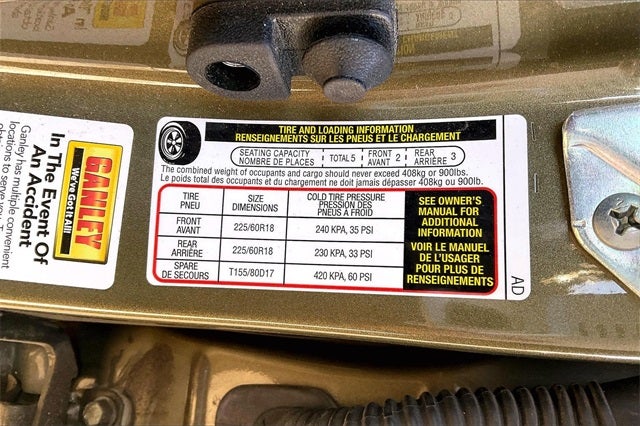 TIRE AND LOADING INFORMATION
RENSEIGNEMENTS SUR LES PNEUS ET LE CHARGEMENT
SEATING CAPACITY
NOMBRE DE PLACES
TOTAL 5
FRONT
AVANT 2
REAR
ARRIÈRE 3
The combined weight of occupants and cargo should never exceed 408kg or 900lbs.
Le poids total des occupants et du chargement ne doit jamais dépasser 408kg ou 900lb.
TIRE
PNEU
SIZE
DIMENSIONS
COLD TIRE PRESSURE
PRESSION DES
PNEUS A FROID
FRONT
AVANT
225/60R18
240 KPA, 35 PSI
REAR
ARRIÈRE
225/60R18
230 KPA, 33 PSI
SPARE
DE SECOURS
T155/80D17
420 KPA, 60 PSI
SEE OWNER'S
MANUAL FOR
ADDITIONAL
INFORMATION
VOIR LE MANUEL
DE L'USAGER
POUR PLUS DE
RENSEIGNEMENTS
AD
GANLEY
We've Got It All!
In The Event Of
An Accident
Ganley has multiple convenient
locations to serve you.